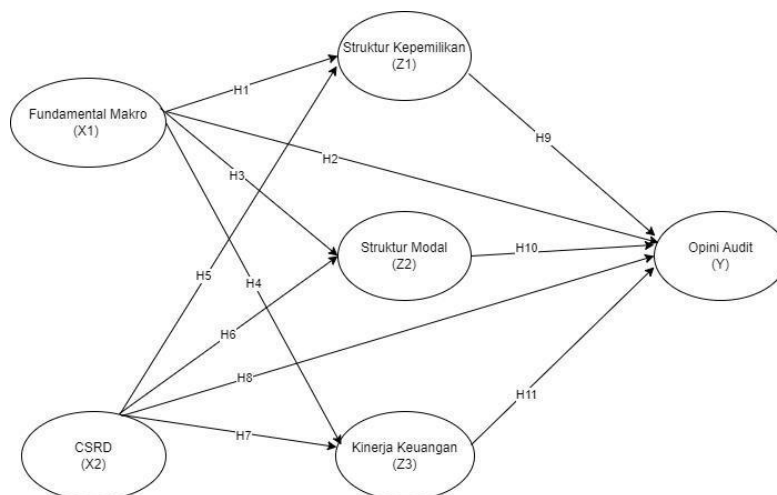 Struktur Kepemilikan
(Z1)
Fundamental Makro
(X1)
H1
H9
H2
H3
Struktur Modal
(Z2)
H10
Opini Audit
(Y)
H5
H4
H6
H8
H11
CSRD
(X2)
H7
Kinerja Keuangan
(Z3)